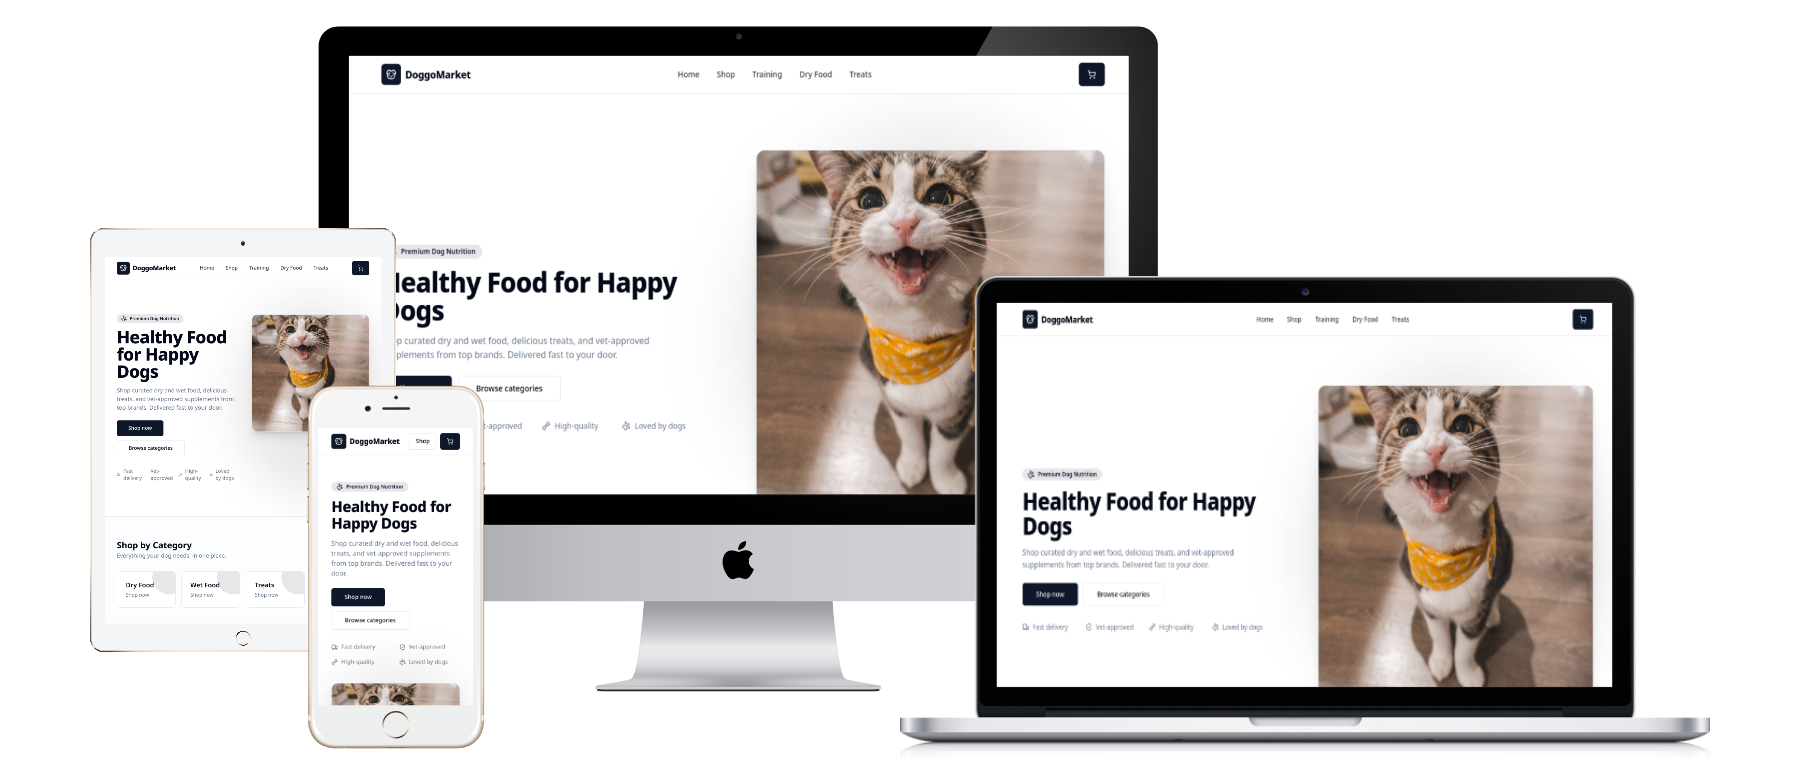 DoggoMarket
Home Shop Training Dry Food Treats
Premium Dog Nutrition
ealthy Food for Happy
ogs
p curated dry and wet food, delicious treats, and vet-approved
plements from top brands. Delivered fast to your door.
Browse categories
t-approved High-quality Loved by dogs
DoggoMarket
Home Shop Training Dry Food Treats
Premium Dog Nutrition
Healthy Food
for Happy
Dogs
Shop curated dry and wet food, delicious
treats, and vet-approved supplements from
top brands. Delivered fast to your door.
Shop now
Browse categories
Fast delivery
Vet-approved
High-quality
Loved by dogs
Shop by Category
Everything your dog needs, in one place.
Dry Food
Shop now
Wet Food
Shop now
Treats
Shop now
DoggoMarket
Shop
Premium Dog Nutrition
Healthy Food for
Happy Dogs
Shop curated dry and wet food, delicious
treats, and vet-approved supplements
from top brands. Delivered fast to your
door.
Shop now
Browse categories
Fast delivery Vet-approved
High-quality Loved by dogs
DoggoMarket
Home Shop Training Dry Food Treats
Premium Dog Nutrition
Healthy Food for Happy
Dogs
Shop curated dry and wet food, delicious treats, and vet-approved
supplements from top brands. Delivered fast to your door.
Shop now Browse categories
Fast delivery Vet-approved High-quality Loved by dogs